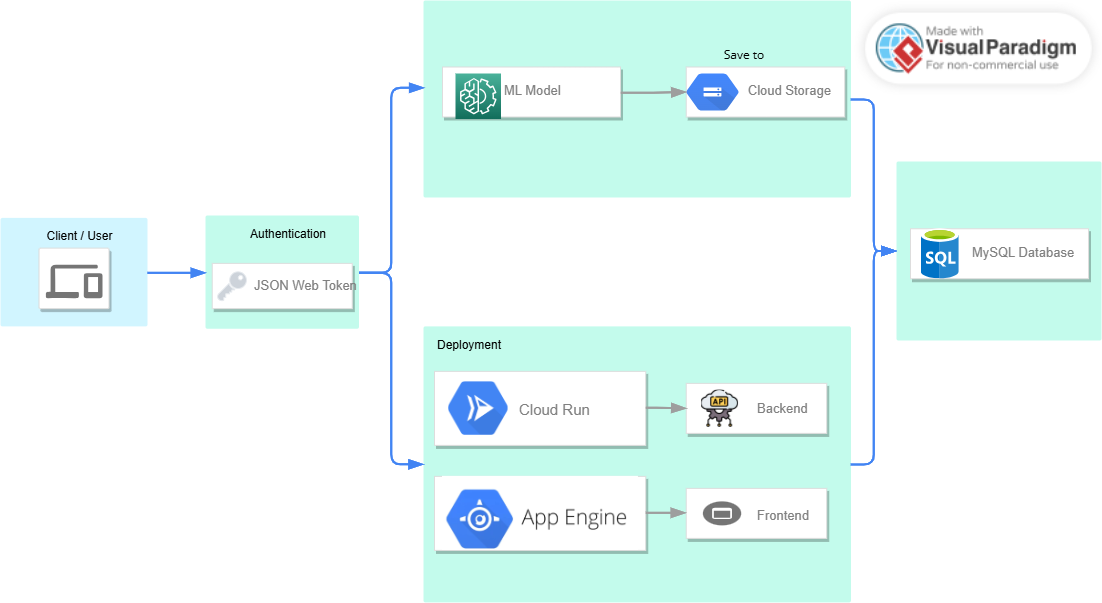 Made with
Visual Paradigm
For non-commercial use
Save to
ML Model
Cloud Storage
Client / User
Authentication
JSON Web Token
SQL
MySQL Database
Deployment
Cloud Run
API
Backend
App Engine
Frontend